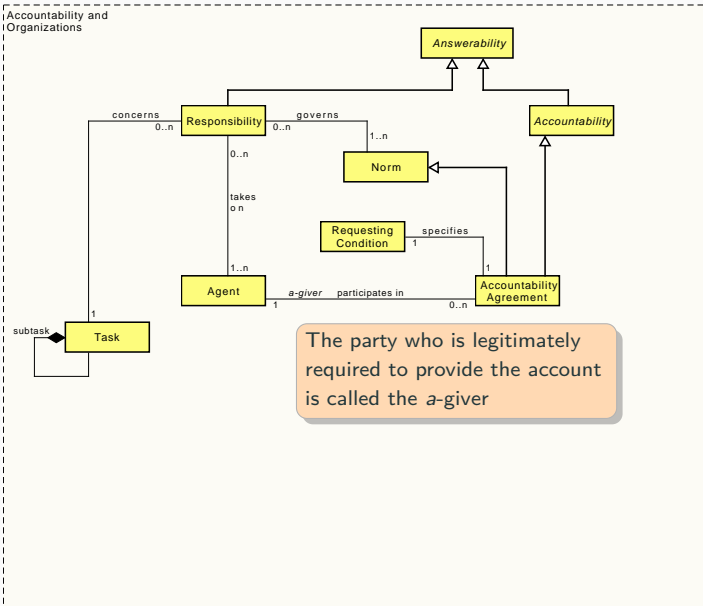 Accountability and
Organizations
Answerability
concerns
0..n
Responsibility
governs
0..n
1..n
Accountability
0..n
Norm
takes
on
Requesting
Condition
specifies
1
1
1..n
Agent
a-giver
participates in
1
0..n
Accountability
Agreement
1
subtask
Task
The party who is legitimately
required to provide the account
is called the a-giver